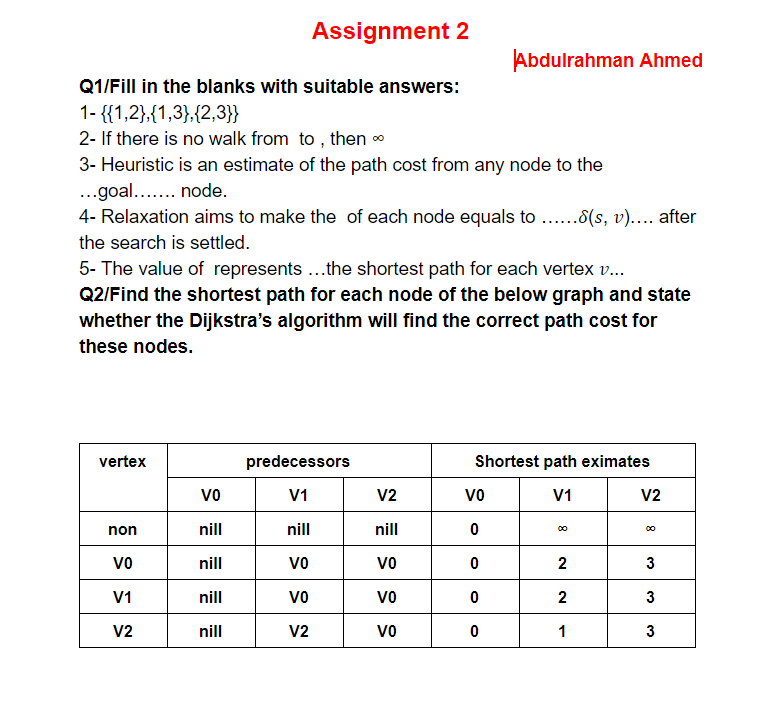 Assignment 2
Abdulrahman Ahmed
Q1/Fill in the blanks with suitable answers:
1- {{1,2},{1,3},{2,3}}
2- If there is no walk from  to , then ∞
3- Heuristic is an estimate of the path cost from any node to the
…goal……. node.
4- Relaxation aims to make the  of each node equals to ……δ(s, v)…. after
the search is settled.
5- The value of  represents …the shortest path for each vertex v...
Q2/Find the shortest path for each node of the below graph and state
whether the Dijkstra’s algorithm will find the correct path cost for
these nodes.
vertex predecessors Shortest path eximates
V0 V1 V2 V0 V1 V2
non nill nill nill 0 ∞ ∞
V0 nill V0 V0 0 2 3
V1 nill V0 V0 0 2 3
V2 nill V2 V0 0 1 3